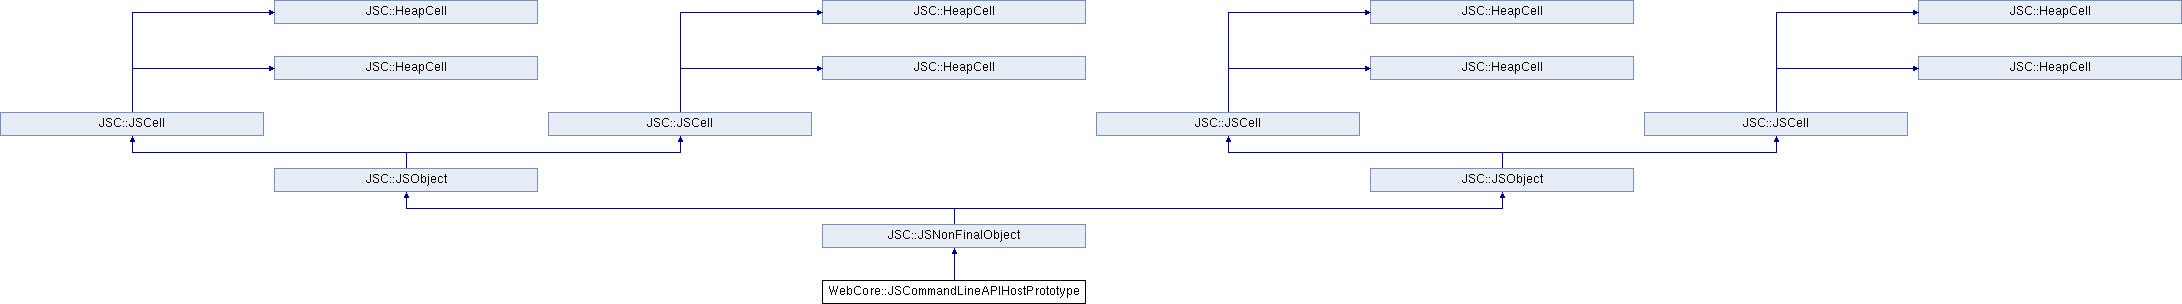 JSC::HeapCell JSC::HeapCell JSC::HeapCell JSC::HeapCell
JSC::HeapCell JSC::HeapCell JSC::HeapCell JSC::HeapCell
JSC::JSCell JSC::JSCell JSC::JSCell JSC::JSCell
JSC::JSObject JSC::JSObject
JSC::JSNonFinalObject
WebCore::JSCommandLineAPIHostPrototype